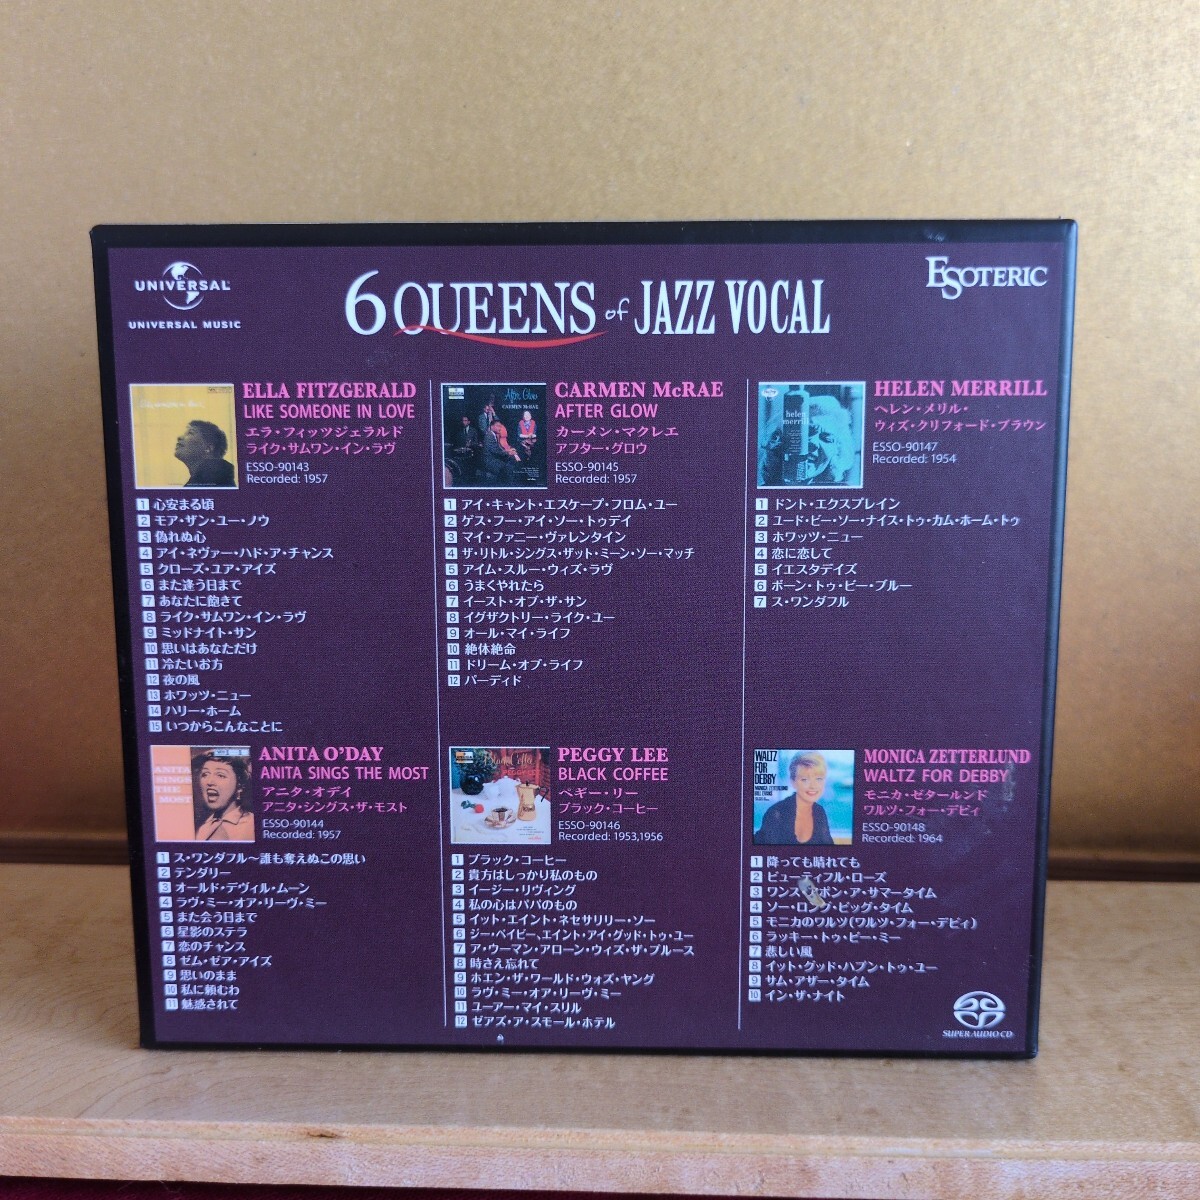 UNIVERSAL
UNIVERSAL MUSIC
6 QUEENS of JAZZ VOCAL
ESOTERIC
ELLA FITZGERALD
LIKE SOMEONE IN LOVE
エラ・フィッツジェラルド
ライク・サムワン・イン・ラヴ
ESSO-90143
Recorded: 1957
1 心安まる頃
2 モア・ザン・ユー・ノウ
3 偽れぬ心
4 アイ・ネヴァー・ハド・ア・チャンス
5 クローズ・ユア・アイズ
6 また逢う日まで
7 あなたに飽きて
8 ライク・サムワン・イン・ラヴ
9 ミッドナイト・サン
10 思いはあなただけ
11 冷たいお方
12 夜の風
13 ホワッツ・ニュー
14 ハリー・ホーム
15 いつからこんなことに
After Glow
CARMEN McRAE
CARMEN McRAE
AFTER GLOW
カーメン・マクレエ
アフター・グロウ
ESSO-90145
Recorded: 1957
1 アイ・キャント・エスケープ・フロム・ユー
2 ゲス・フー・アイ・ソー・トゥデイ
3 マイ・ファニー・ヴァレンタイン
4 ザ・リトル・シングス・ザット・ミーン・ソー・マッチ
5 アイム・スルー・ウィズ・ラヴ
6 うまくやれたら
7 イースト・オブ・ザ・サン
8 イグザクトリー・ライク・ユー
9 オール・マイ・ライフ
10 絶体絶命
11 ドリーム・オブ・ライフ
12 パーディド
helen
merrill
HELEN MERRILL
ヘレン・メリル・
ウィズ・クリフォード・ブラウン
ESSO-90147
Recorded: 1954
1 ドント・エクスプレイン
2 ユード・ビー・ソー・ナイス・トゥ・カム・ホーム・トゥ
3 ホワッツ・ニュー
4 恋に恋して
5 イエスタデイズ
6 ボーン・トゥ・ビー・ブルー
7 ス・ワンダフル
ANITA
SINGS
THE
MOST
ANITA O'DAY
ANITA SINGS THE MOST
アニタ・オデイ
アニタ・シングス・ザ・モスト
ESSO-90144
Recorded: 1957
1 ス・ワンダフル〜誰も奪えぬこの思い
2 テンダリー
3 オールド・デヴィル・ムーン
4 ラヴ・ミー・オア・リーヴ・ミー
5 また会う日まで
6 星影のステラ
7 恋のチャンス
8 ゼム・ゼア・アイズ
9 思いのまま
10 私に頼むわ
11 魅惑されて
Black Coffee
PEGGY LEE
BLACK COFFEE
ペギー・リー
ブラック・コーヒー
ESSO-90146
Recorded: 1953,1956
1 ブラック・コーヒー
2 貴方はしっかり私のもの
3 イージー・リヴィング
4 私の心はパパのもの
5 イット・エイント・ネセサリリー・ソー
6 ジー・ベイビー、エイント・アイ・グッド・トゥ・ユー
7 ア・ウーマン・アローン・ウィズ・ザ・ブルース
8 時さえ忘れて
9 ホエン・ザ・ワールド・ウォズ・ヤング
10 ラヴ・ミー・オア・リーヴ・ミー
11 ユーアー・マイ・スリル
12 ゼアズ・ア・スモール・ホテル
WALTZ
FOR
DEBBY
MONICA ZETTERLUND
BILL EVANS
MONICA ZETTERLUND
WALTZ FOR DEBBY
モニカ・ゼタールンド
ワルツ・フォー・デビィ
ESSO-90148
Recorded: 1964
1 降っても晴れても
2 ビューティフル・ローズ
3 ワンス・アポン・ア・サマータイム
4 ソー・ロング・ビッグ・タイム
5 モニカのワルツ(ワルツ・フォー・デビィ)
6 ラッキー・トゥ・ビー・ミー
7 悲しい風
8 イット・グッド・ハプン・トゥ・ユー
9 サム・アザー・タイム
10 イン・ザ・ナイト
SUPER AUDIO CD